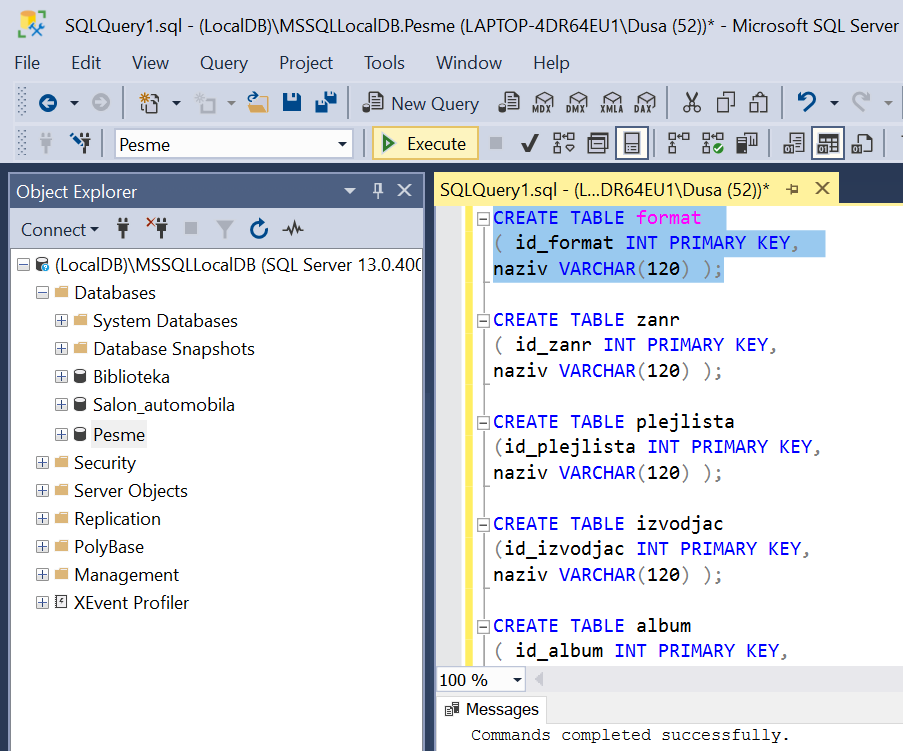 SQLQuery1.sql - (LocalDB)\MSSQLLocalDB.Pesme (LAPTOP-4DR64EU1\Dusa (52))* - Microsoft SQL Server
File Edit View Query Project Tools Window Help
New Query MDX DMX XMLA DAX
Pesme Execute
Object Explorer
Connect
(LocalDB)\MSSQLLocalDB (SQL Server 13.0.400
Databases
System Databases
Database Snapshots
Biblioteka
Salon_automobila
Pesme
Security
Server Objects
Replication
PolyBase
Management
XEvent Profiler
SQLQuery1.sql - (L...DR64EU1\Dusa (52))*
CREATE TABLE format
( id_format INT PRIMARY KEY,
naziv VARCHAR(120) );
CREATE TABLE zanr
( id_zanr INT PRIMARY KEY,
naziv VARCHAR(120) );
CREATE TABLE plejlista
(id_plejlista INT PRIMARY KEY,
naziv VARCHAR(120) );
CREATE TABLE izvodjac
(id_izvodjac INT PRIMARY KEY,
naziv VARCHAR(120) );
CREATE TABLE album
( id_album INT PRIMARY KEY,
100 %
Messages
Commands completed successfully.